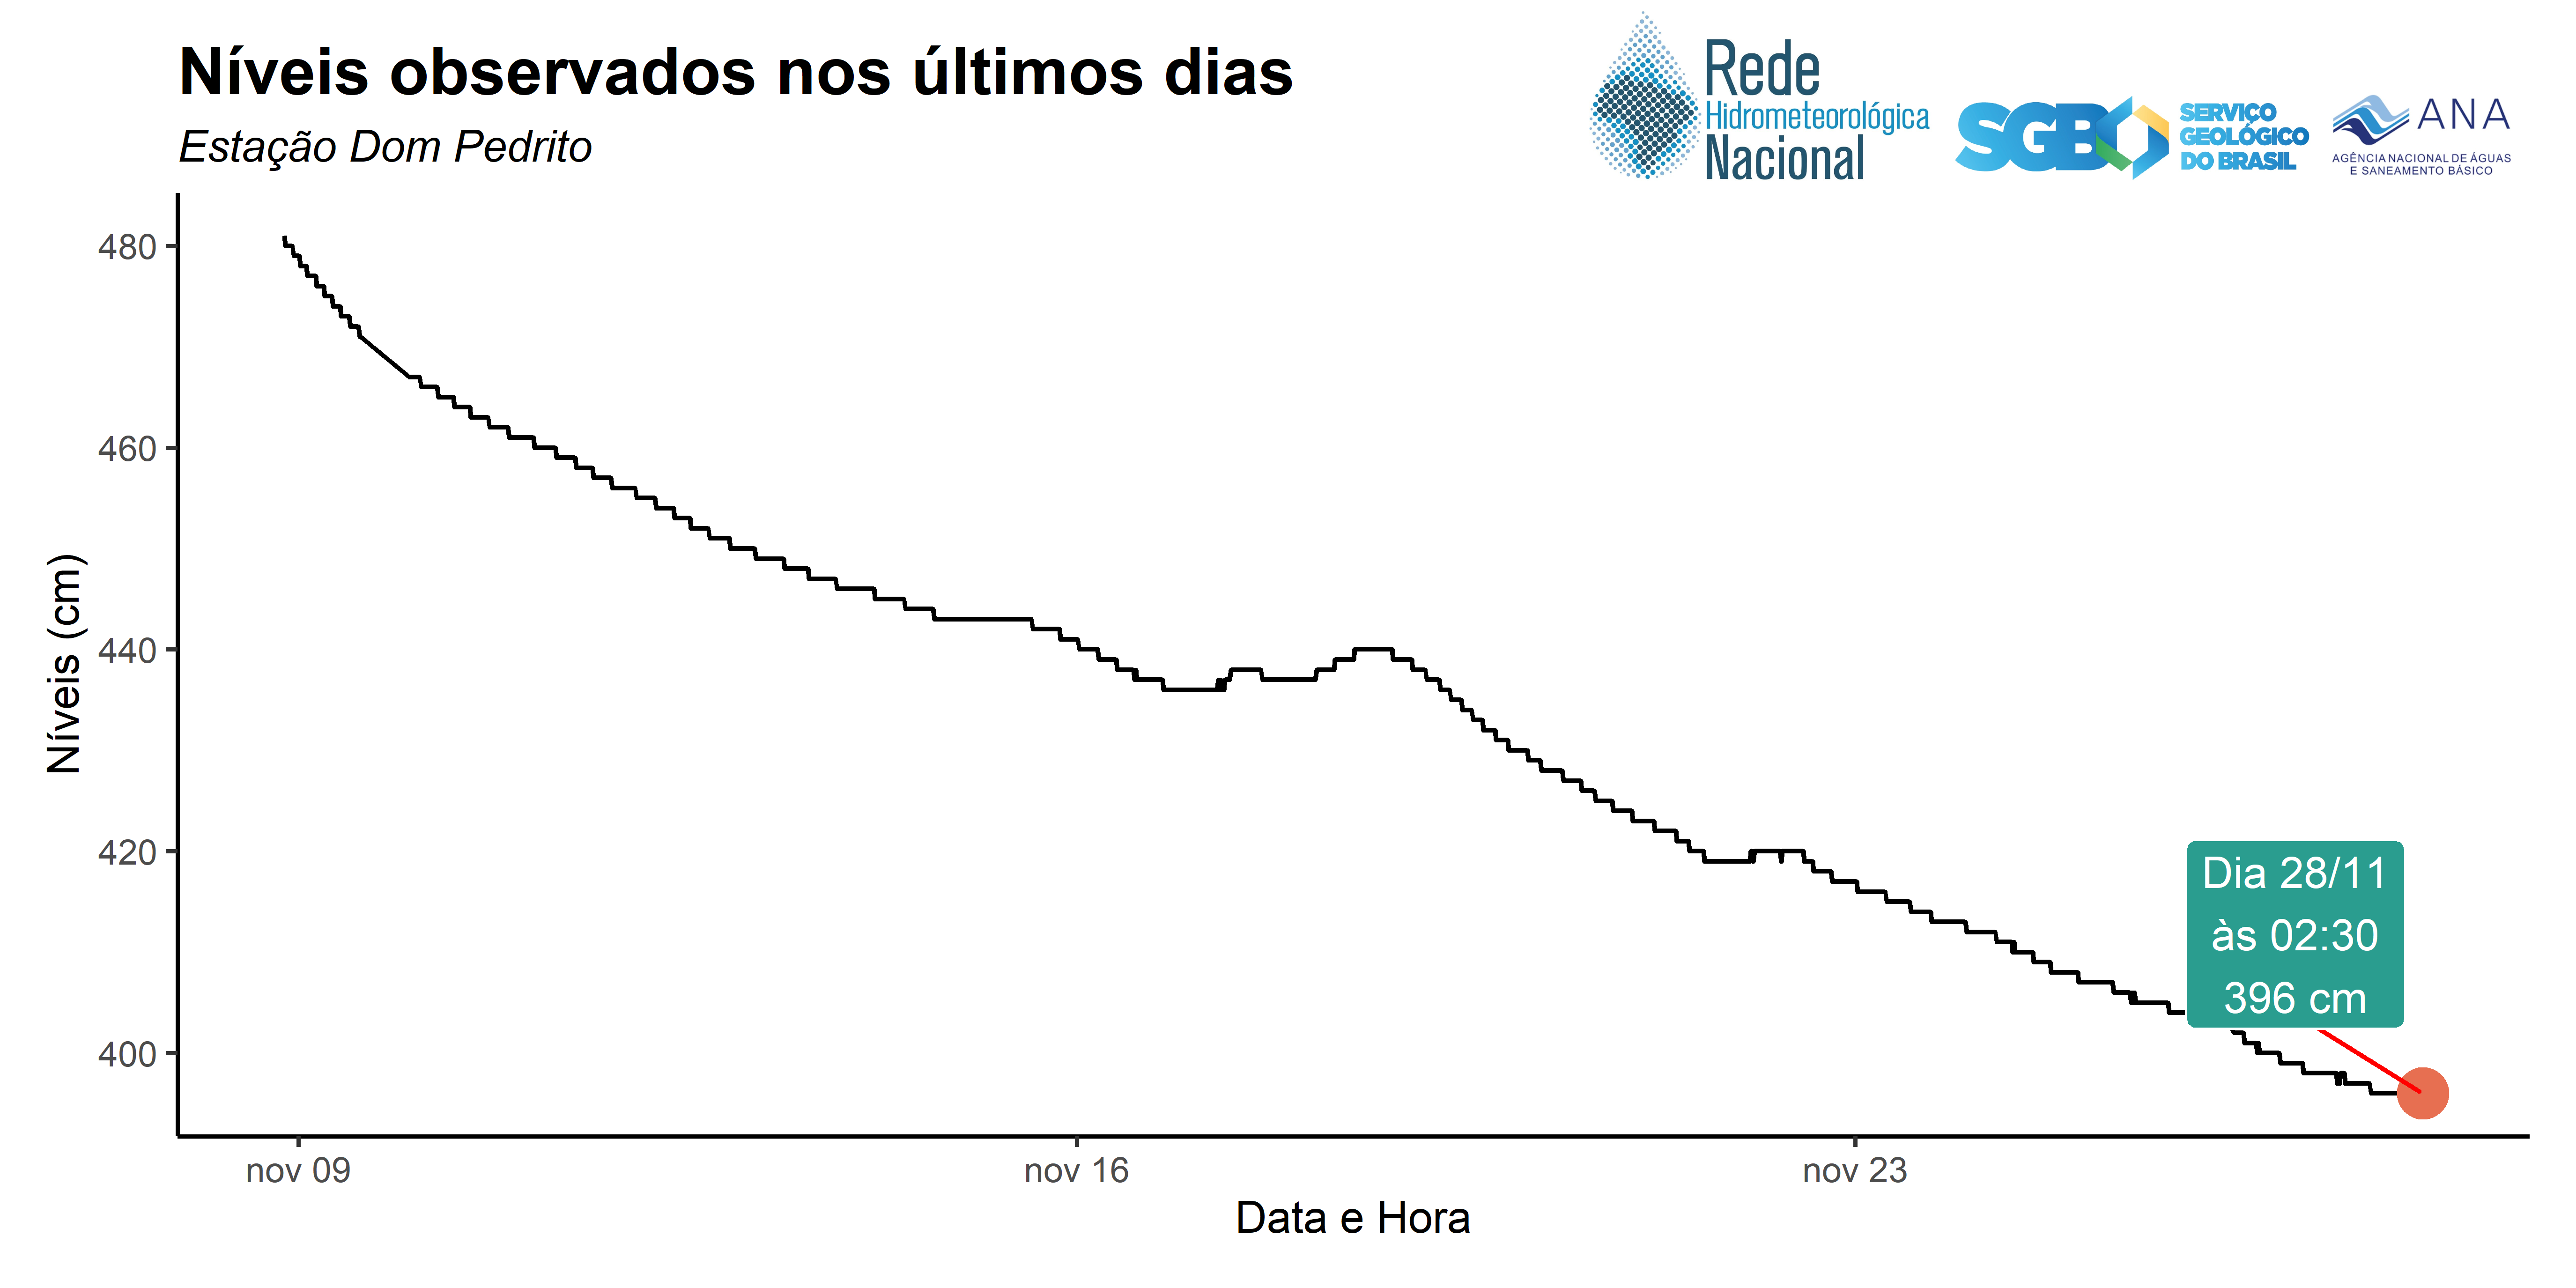 Níveis observados nos últimos dias
Estação Dom Pedrito
Rede
Hidrometeorológica
Nacional
SGB
SERVIÇO
GEOLÓGICO
DO BRASIL
ANA
AGÊNCIA NACIONAL DE ÁGUAS
E SANEAMENTO BÁSICO
Níveis (cm)
480
460
440
420
400
Dia 28/11
às 02:30
396 cm
nov 09
nov 16
nov 23
Data e Hora